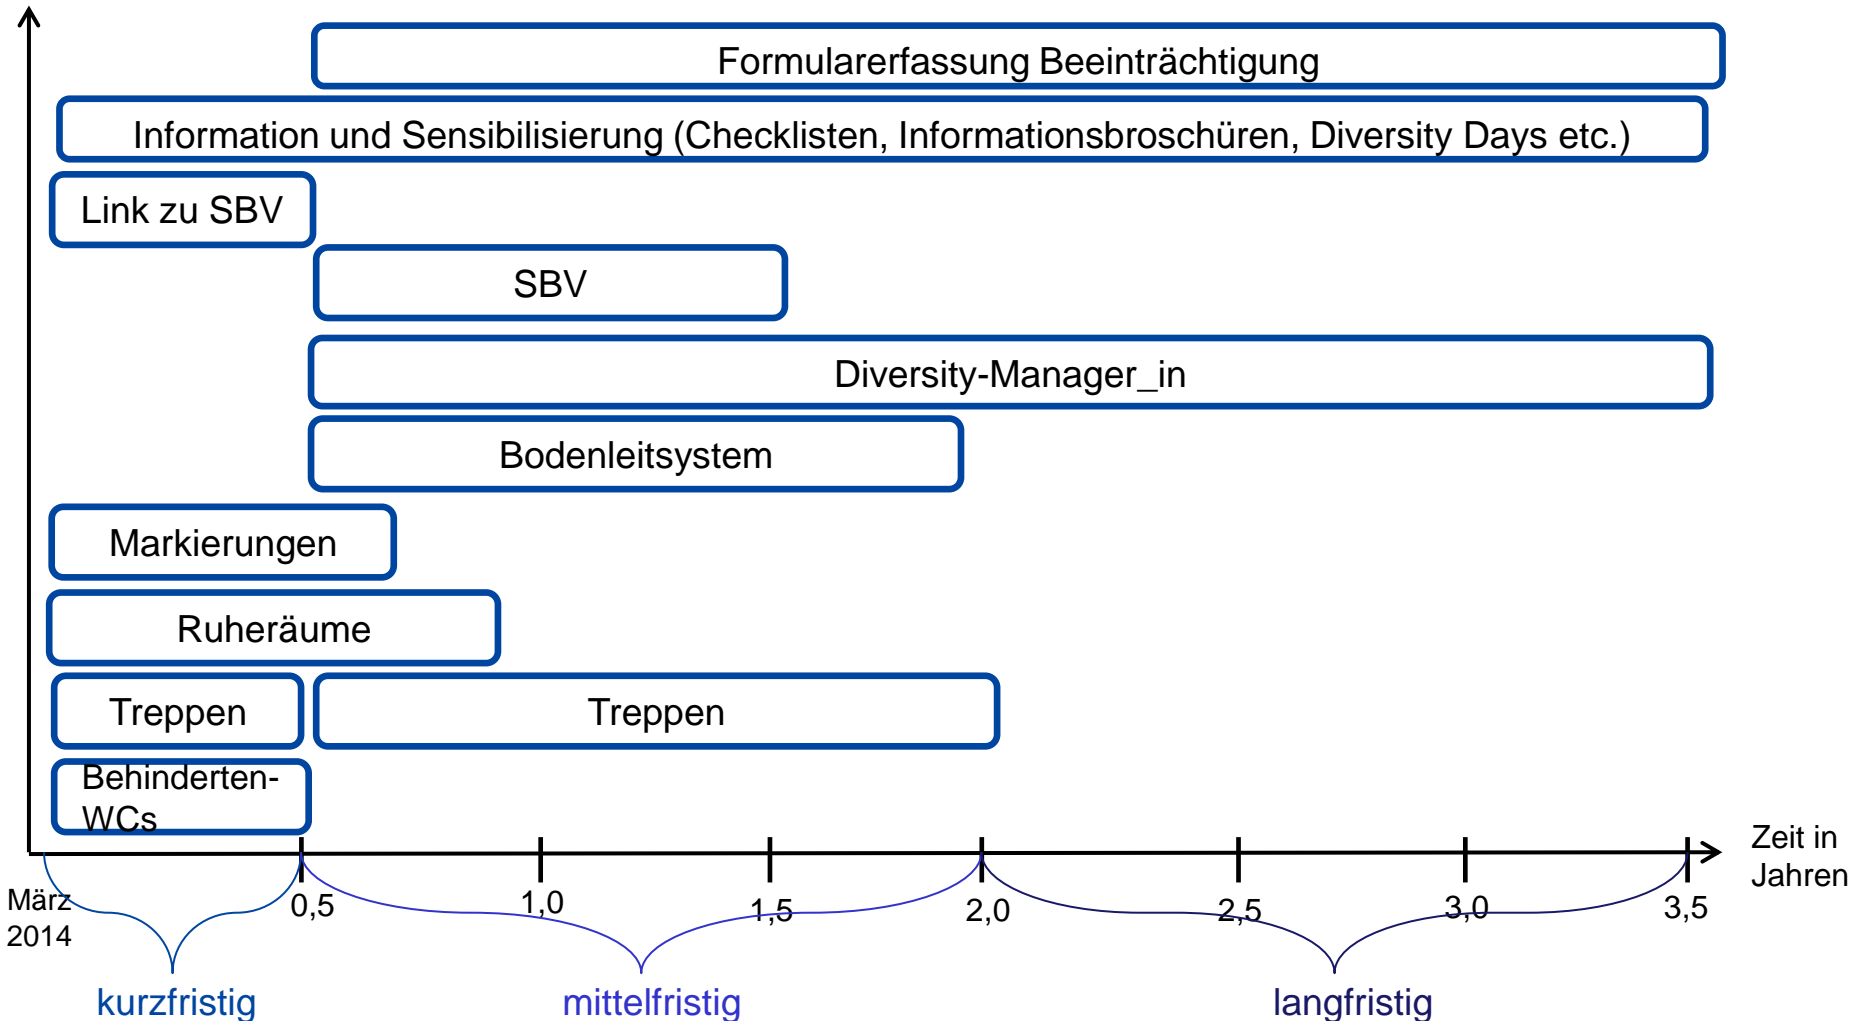 Formularerfassung Beeinträchtigung
Information und Sensibilisierung (Checklisten, Informationsbroschüren, Diversity Days etc.)
Link zu SBV
SBV
Diversity-Manager_in
Bodenleitsystem
Markierungen
Ruheräume
Treppen
Treppen
Behinderten-
WCs
Zeit in
Jahren
März
2014
0,5
1,0
1,5
2,0
2,5
3,0
3,5
kurzfristig
mittelfristig
langfristig